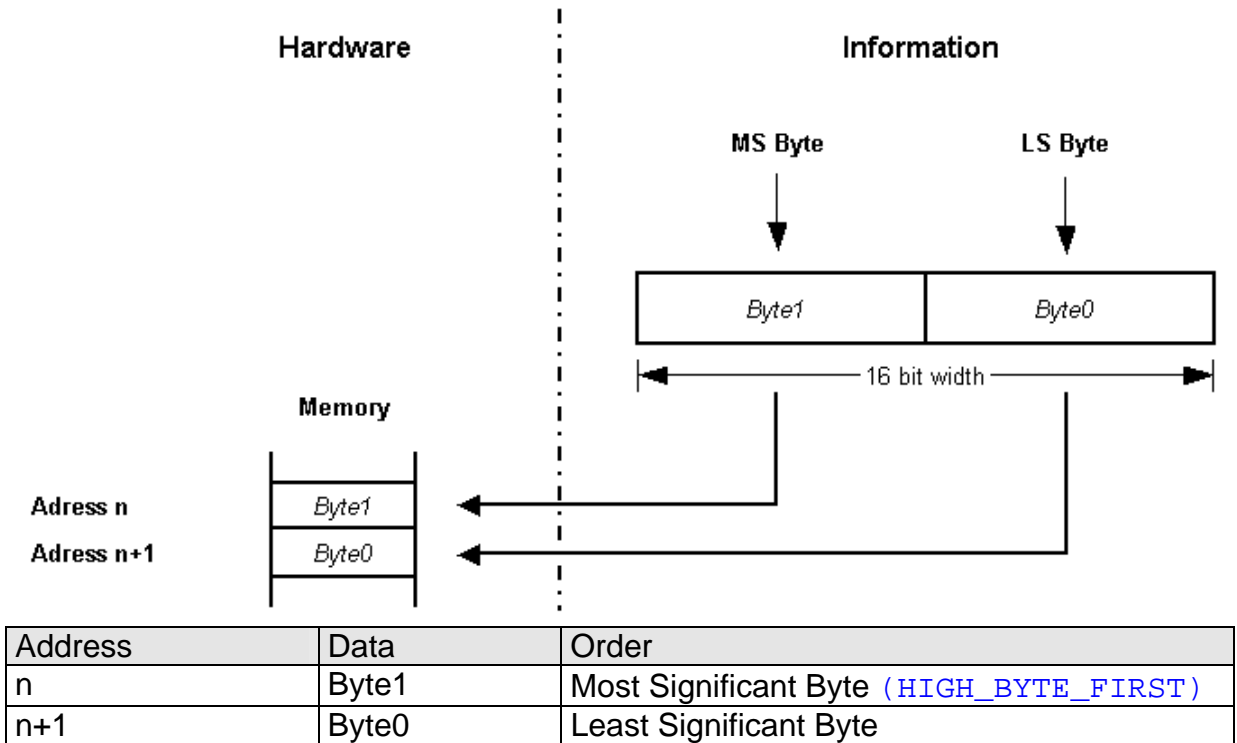 Hardware Information
MS Byte LS Byte
Byte1 Byte0
16 bit width
Memory
Adress n Byte1
Adress n+1 Byte0
Address Data Order
n Byte1 Most Significant Byte (HIGH_BYTE_FIRST)
n+1 Byte0 Least Significant Byte